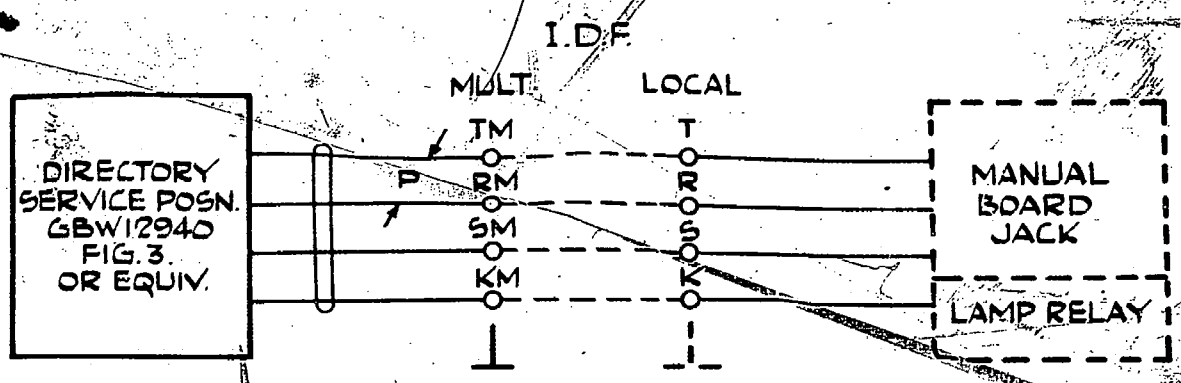 I.D.F.
MULT LOCAL
TM T
DIRECTORY
SERVICE POSN.
GBW12940
FIG. 3.
OR EQUIV.
P RM R
SM S
KM K
MANUAL
BOARD
JACK
LAMP RELAY